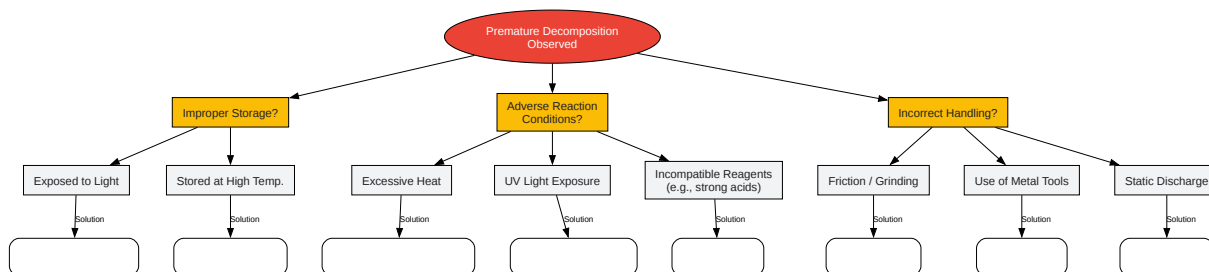 Premature Decomposition
Observed
Improper Storage?
Adverse Reaction
Conditions?
Incorrect Handling?
Exposed to Light
Stored at High Temp.
Excessive Heat
UV Light Exposure
Incompatible Reagents
(e.g., strong acids)
Friction / Grinding
Use of Metal Tools
Static Discharge
Solution
Solution
Solution
Solution
Solution
Solution
Solution
Solution